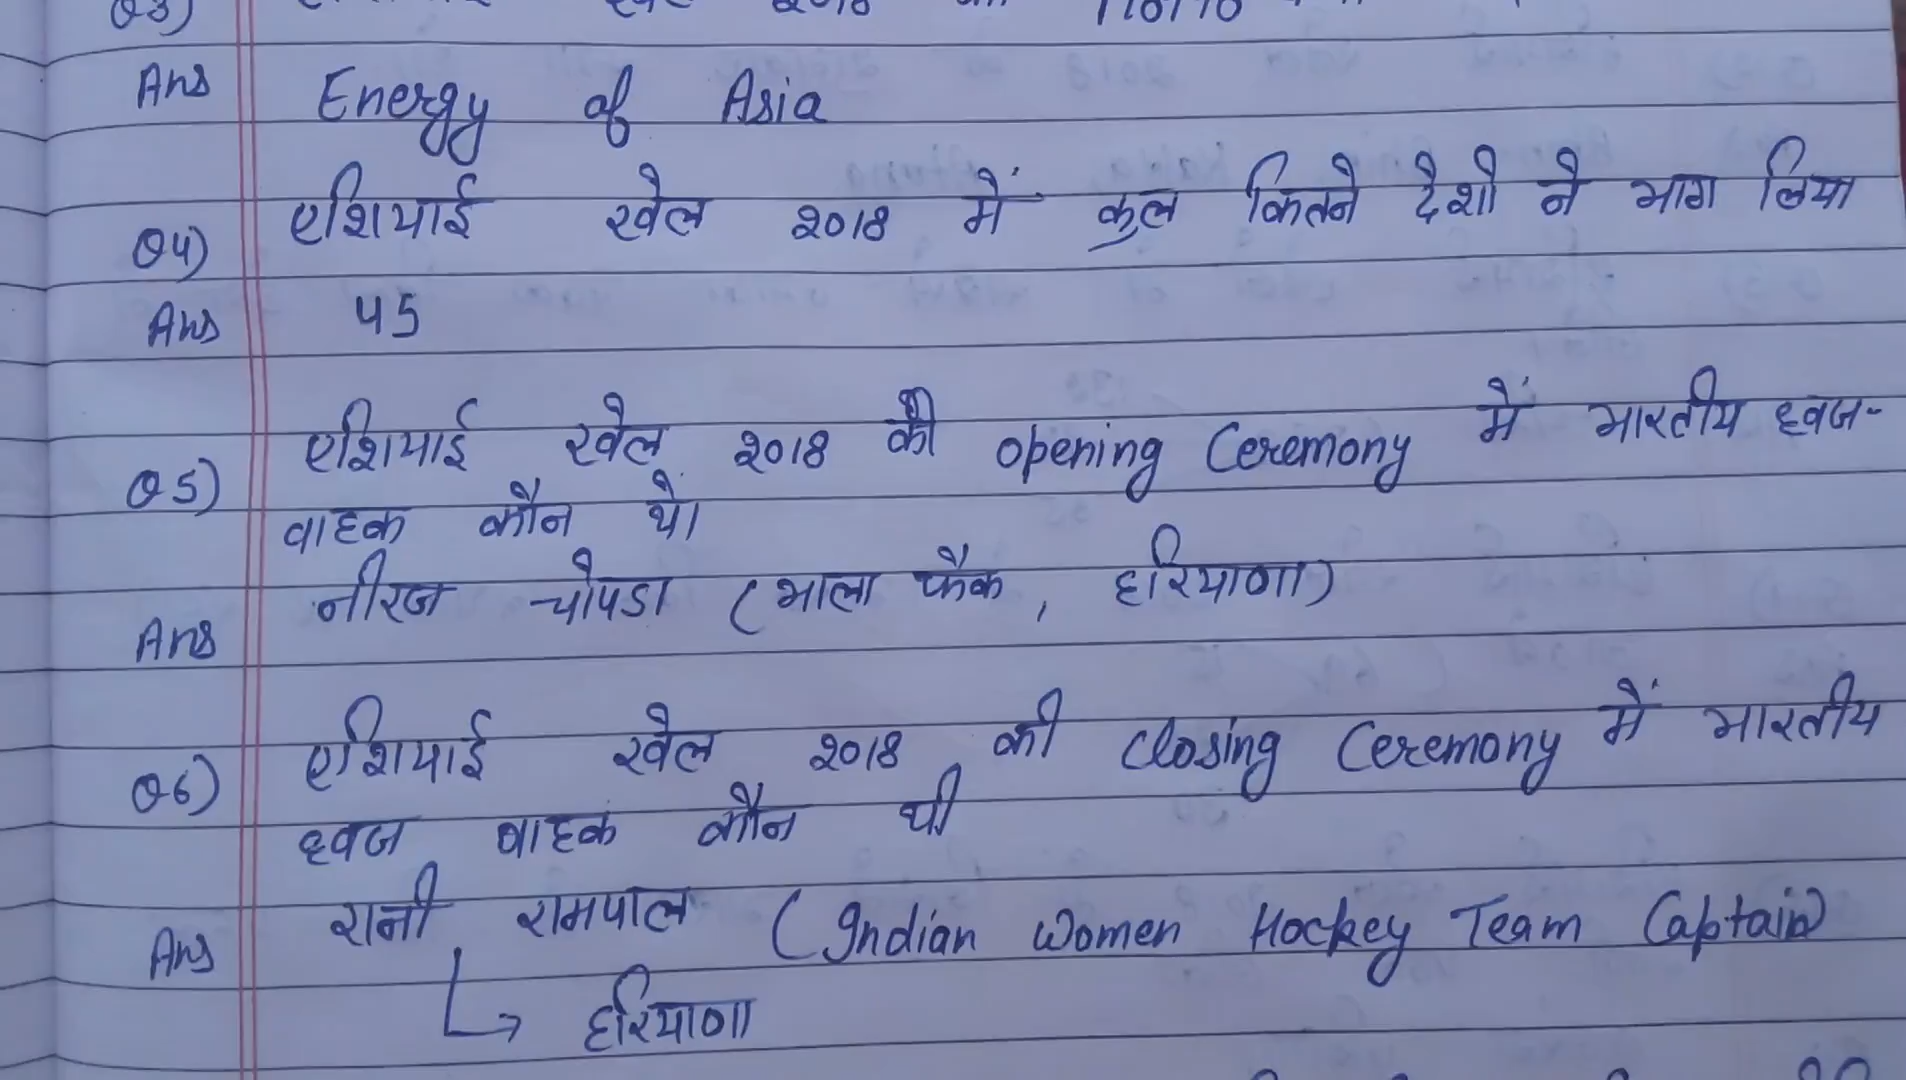 Q3) खेल 2018
Ans Energy of Asia
Q4) एशियाई खेल 2018 में कुल कितने देशो ने भाग लिया
Ans 45
Q5) एशियाई खेल 2018 की opening Ceremony में भारतीय ध्वज-
वाहक कौन थे।
Ans नीरज चोपडा (भाला फैंक, हरियाणा)
Q6) एशियाई खेल 2018 की closing Ceremony में भारतीय
ध्वज वाहक कौन थी
Ans रानी रामपाल (Indian Women Hockey Team Captain)
→ हरियाणा